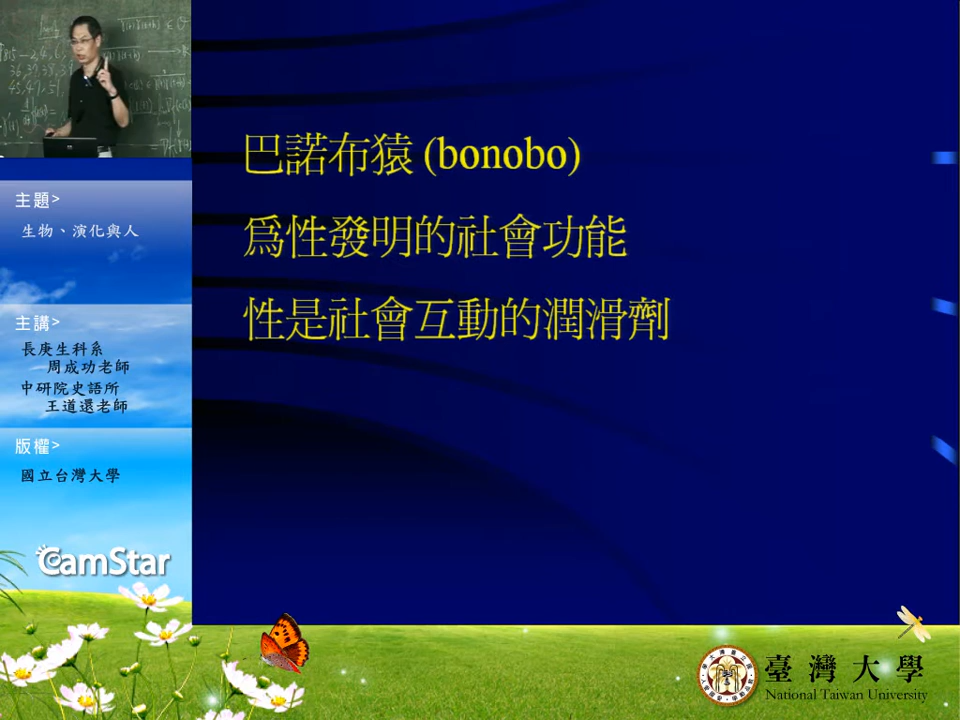 巴諾布猿 (bonobo)
爲性發明的社會功能
性是社會互動的潤滑劑
主題>
生物、演化與人
主講>
長庚生科系
周成功老師
中研院史語所
王道還老師
版權>
國立台灣大學
CamStar
臺灣大學
National Taiwan University